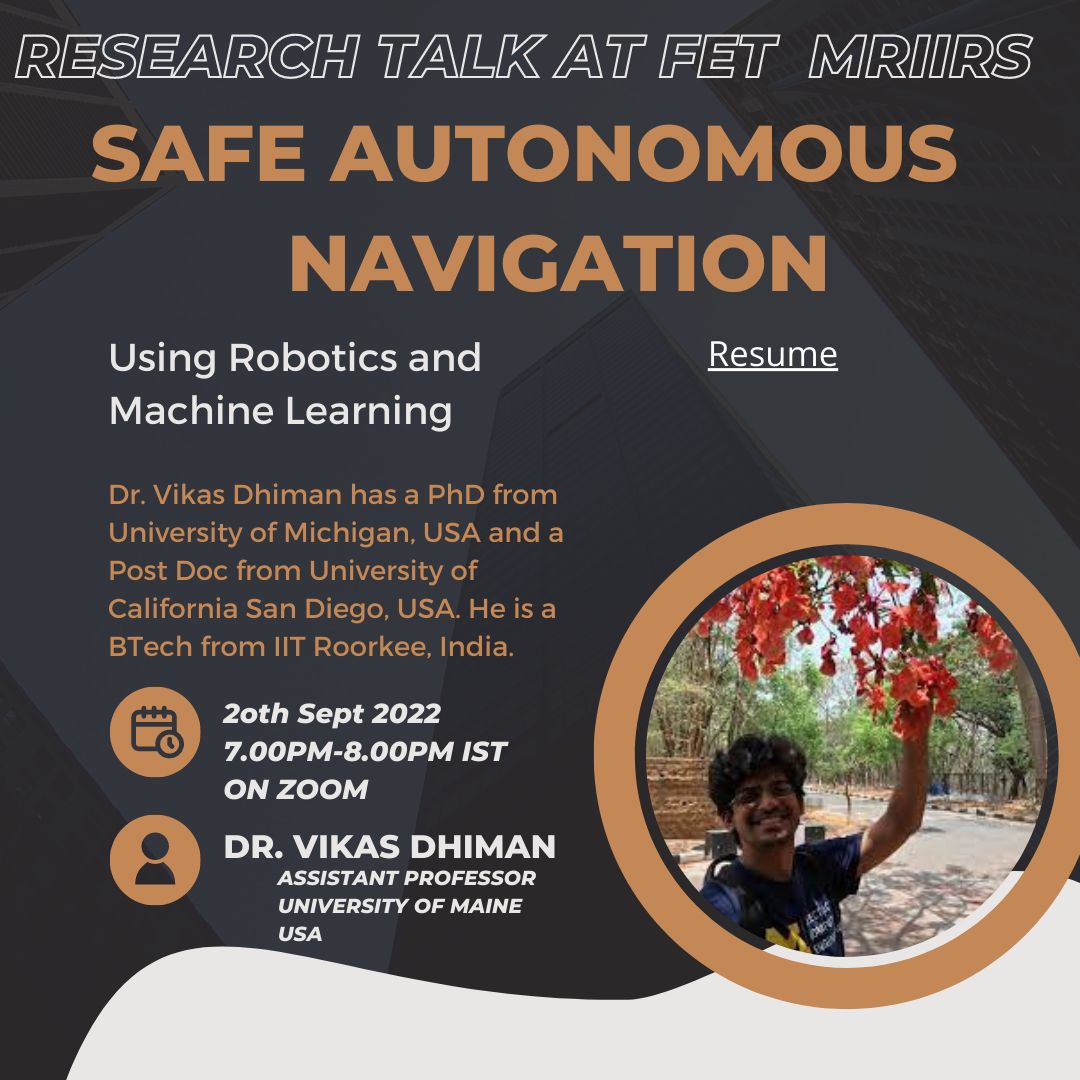 RESEARCH TALK AT FET MRIIRS
SAFE AUTONOMOUS
NAVIGATION
Using Robotics and
Machine Learning
Resume
Dr. Vikas Dhiman has a PhD from
University of Michigan, USA and a
Post Doc from University of
California San Diego, USA. He is a
BTech from IIT Roorkee, India.
2oth Sept 2022
7.00PM-8.00PM IST
ON ZOOM
DR. VIKAS DHIMAN
ASSISTANT PROFESSOR
UNIVERSITY OF MAINE
USA